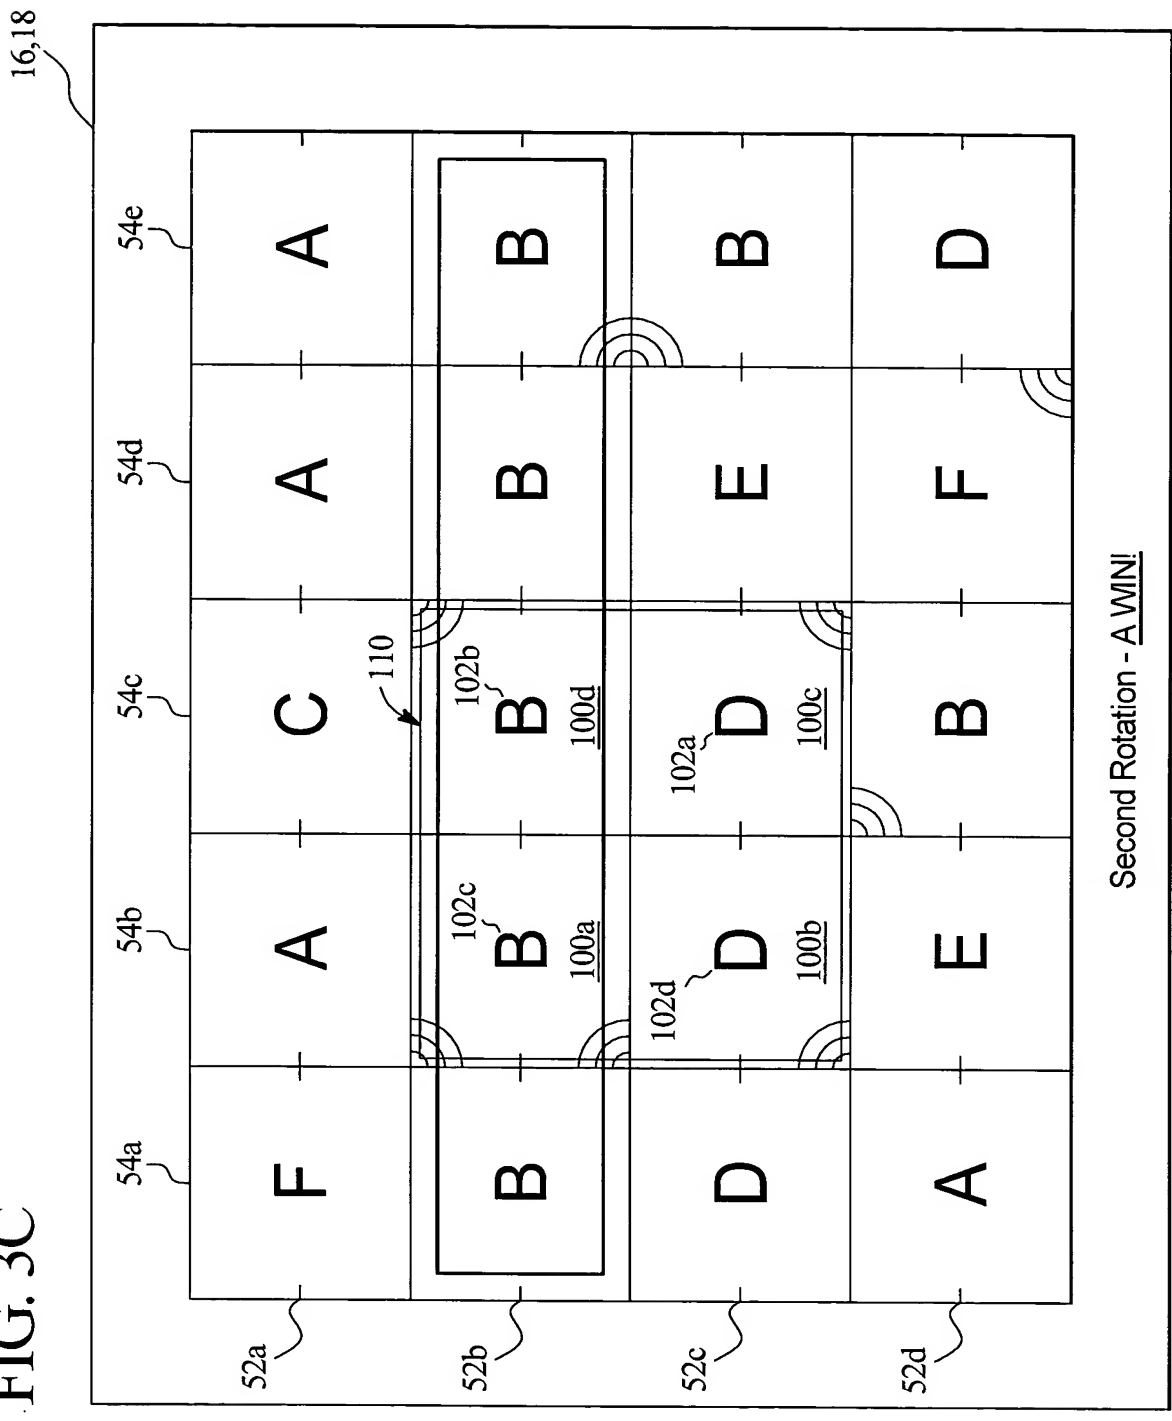 FIG. 3C
16,18
54a 54b 54c 54d 54e
52a F A C A A
110
102c 102b
52b B B B B B
100a 100d
102d 102a
52c D D D E B
100b 100c
52d A E B F D
Second Rotation - A WIN!